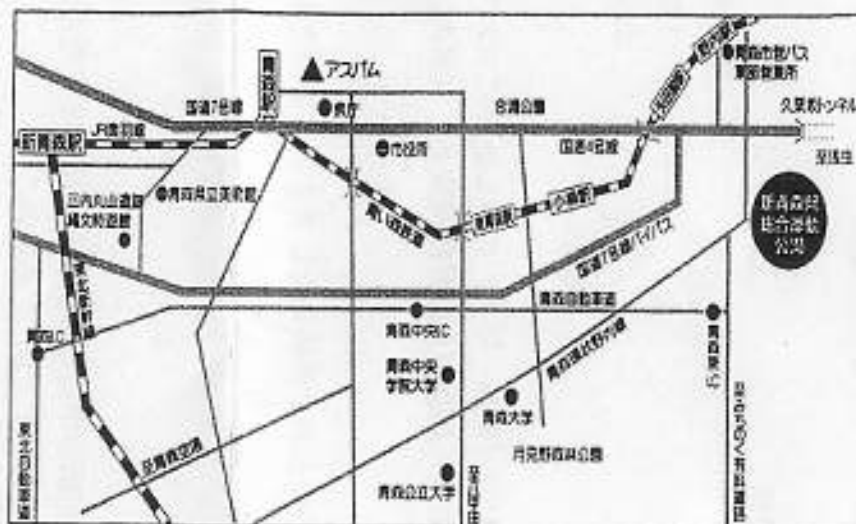 青森駅
アスパム
県庁
国道7号線
合浦公園
青森市営バス
東部営業所
久栗坂トンネル
新青森駅
JR奥羽線
市役所
国道4号線
至浅虫
三内丸山遺跡
縄文時遊館
青森県立美術館
青い森鉄道
東青森駅
小柳駅
新青森県
総合運動
公園
国道7号線バイパス
東北新幹線
青森自動車道
青森I.C
青森中央I.C
青森環状野内線
青森東I.C
青森中央
学院大学
青森大学
月見野森林公園
至青森空港
青森公立大学
東北自動車道